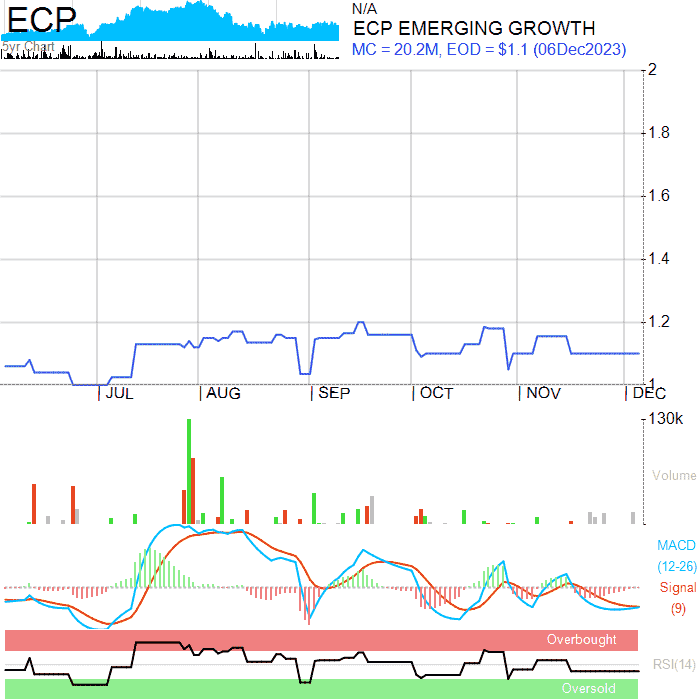 ECP
5yr Chart
N/A
ECP EMERGING GROWTH
MC = 20.2M, EOD = $1.1 (06Dec2023)
2
1.8
1.6
1.4
1.2
1
JUL
AUG
SEP
OCT
NOV
DEC
130k
Volume
MACD
(12-26)
Signal
(9)
Overbought
RSI(14)
Oversold